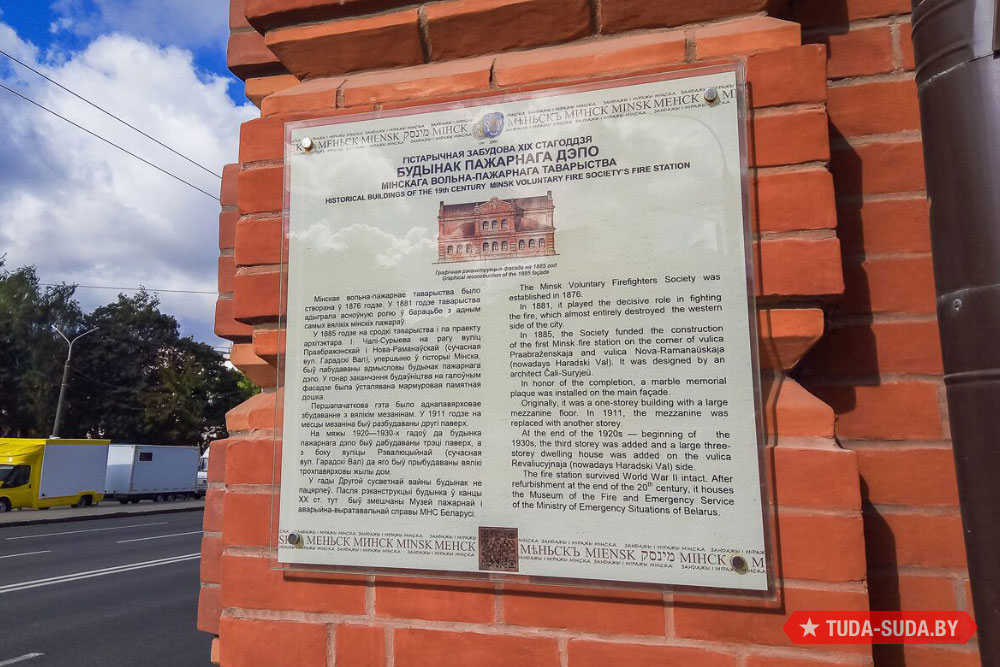 МѢНЬСКЪ MIENSK מינסק МІНСК МѢНЬСКЪ МИНСК MINSK МЕНСК
ГІСТАРЫЧНАЯ ЗАБУДОВА XIX СТАГОДДЗЯ
БУДЫНАК ПАЖАРНАГА ДЭПО
МІНСКАГА ВОЛЬНА-ПАЖАРНАГА ТАВАРЫСТВА
HISTORICAL BUILDINGS OF THE 19th CENTURY MINSK VOLUNTARY FIRE SOCIETY'S FIRE STATION
Графічная рэканструкцыя фасада на 1885 год
Graphical reconstruction of the 1885 façade
Мінскае вольна-пажарнае таварыства было
створана ў 1876 годзе. У 1881 годзе таварыства
адыграла асноўную ролю ў барацьбе з адным
самых вялікіх мінскіх пажараў.
У 1885 годзе на сродкі таварыства і па праекту
архітэктара І. Чалі-Сурыева на рагу вуліц
Праабражэнскай і Нова-Раманаўскай (сучасная
вул. Гарадскі Вал), упершыню ў гісторыі Мінска,
быў пабудаваны адмысловы будынак пажарнага
дэпо. У гонар заканчэння будаўніцтва на галоўным
фасадзе была ўсталявана мармуровая памятная
дошка.
Першапачаткова гэта было аднапавярховае
збудаванне з вялікім мезанінам. У 1911 годзе на
месцы мезаніна быў разбудаваны другі паверх.
На мяжы 1920—1930-х гадоў да будынка
пажарнага дэпо быў дабудаваны трэці паверх, а
з боку вуліцы Рэвалюцыйнай (сучасная
вул. Гарадскі Вал) да яго быў прыбудаваны вялікі
трохпавярховы жылы дом.
У гады Другой сусветнай вайны будынак не
пацярпеў. Пасля рэканструкцыі будынка ў канцы
XX ст. тут быў змешчаны Музей пажарнай і
аварыйна-выратавальнай справы МНС Беларусі.
The Minsk Voluntary Firefighters Society was
established in 1876.
In 1881, it played the decisive role in fighting
the fire, which almost entirely destroyed the western
side of the city.
In 1885, the Society funded the construction
of the first Minsk fire station on the corner of vulica
Praabraženskaja and vulica Nova-Ramanaŭskaja
(nowadays Haradski Val). It was designed by an
architect Čali-Suryjeŭ.
In honor of the completion, a marble memorial
plaque was installed on the main façade.
Originally, it was a one-storey building with a large
mezzanine floor. In 1911, the mezzanine was
replaced with another storey.
At the end of the 1920s — beginning of the
1930s, the third storey was added and a large three-
storey dwelling house was added on the vulica
Revaliucyjnaja (nowadays Haradski Val) side.
The fire station survived World War II intact. After
refurbishment at the end of the 20th century, it houses
the Museum of the Fire and Emergency Service
of the Ministry of Emergency Situations of Belarus.
МЕНЬСК МИНСК MINSK МЕНСК МѢНЬСКЪ MIENSK מינסק МІНСК
TUDA-SUDA.BY